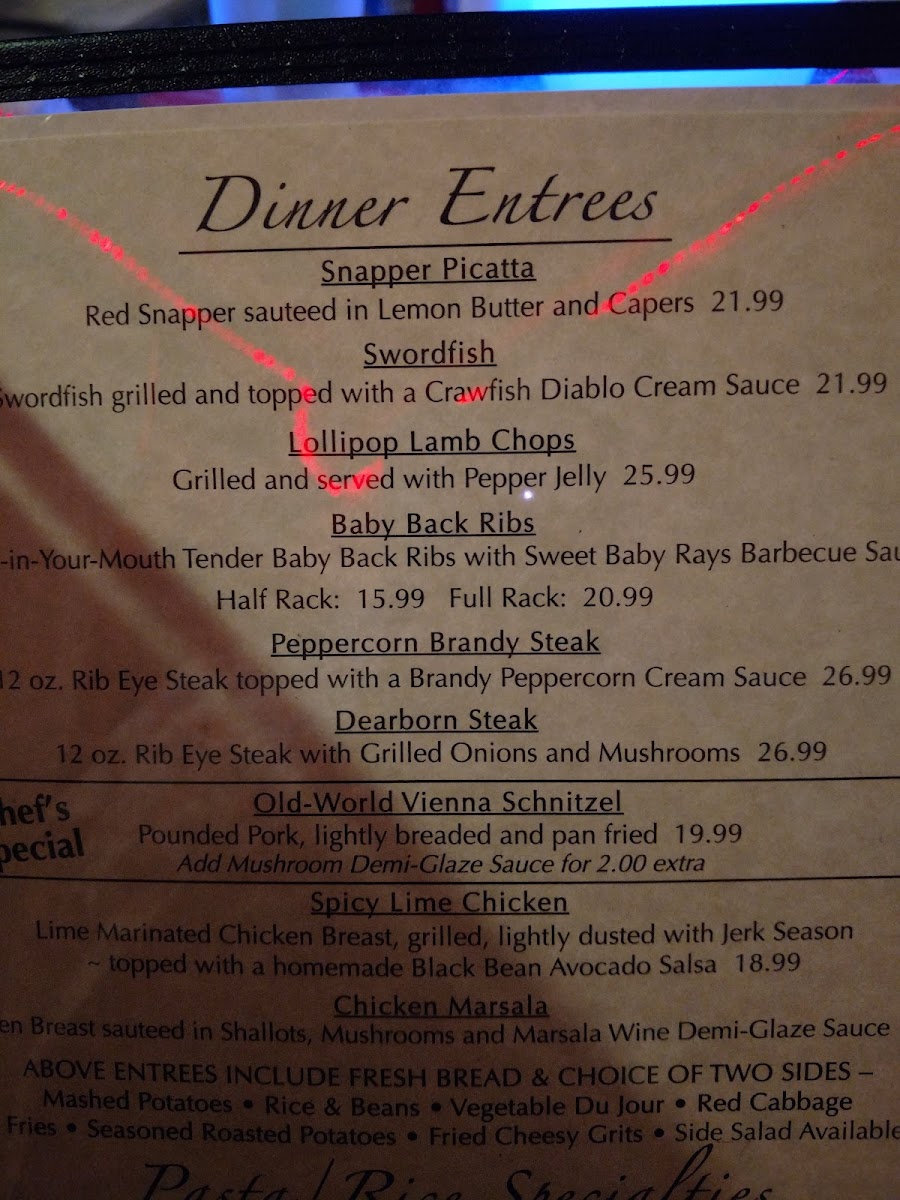 Dinner Entrees
Snapper Picatta
Red Snapper sauteed in Lemon Butter and Capers 21.99
Swordfish
Swordfish grilled and topped with a Crawfish Diablo Cream Sauce 21.99
Lollipop Lamb Chops
Grilled and served with Pepper Jelly 25.99
Baby Back Ribs
-in-Your-Mouth Tender Baby Back Ribs with Sweet Baby Rays Barbecue Sau
Half Rack: 15.99 Full Rack: 20.99
Peppercorn Brandy Steak
12 oz. Rib Eye Steak topped with a Brandy Peppercorn Cream Sauce 26.99
Dearborn Steak
12 oz. Rib Eye Steak with Grilled Onions and Mushrooms 26.99
hef's
pecial
Old-World Vienna Schnitzel
Pounded Pork, lightly breaded and pan fried 19.99
Add Mushroom Demi-Glaze Sauce for 2.00 extra
Spicy Lime Chicken
Lime Marinated Chicken Breast, grilled, lightly dusted with Jerk Season
~ topped with a homemade Black Bean Avocado Salsa 18.99
Chicken Marsala
en Breast sauteed in Shallots, Mushrooms and Marsala Wine Demi-Glaze Sauce
ABOVE ENTREES INCLUDE FRESH BREAD & CHOICE OF TWO SIDES –
Mashed Potatoes • Rice & Beans • Vegetable Du Jour • Red Cabbage
Fries • Seasoned Roasted Potatoes • Fried Cheesy Grits • Side Salad Available
Pasta/Rice Specialties